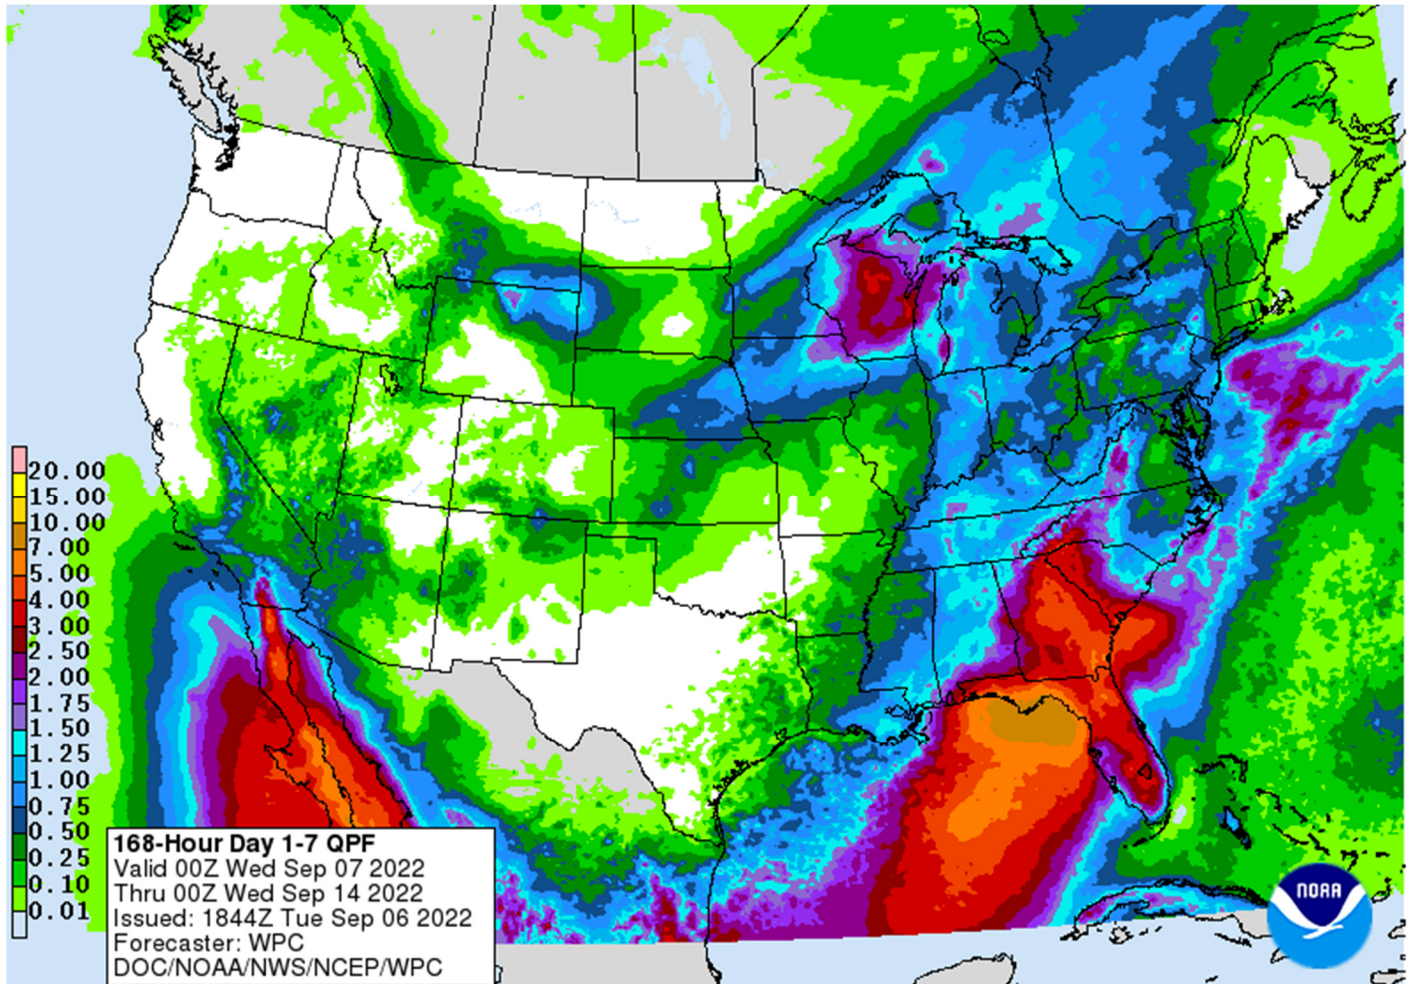 20.00
15.00
10.00
7.00
5.00
4.00
3.00
2.50
2.00
1.75
1.50
1.25
1.00
0.75
0.50
0.25
0.10
0.01
168-Hour Day 1-7 QPF
Valid 00Z Wed Sep 07 2022
Thru 00Z Wed Sep 14 2022
Issued: 1844Z Tue Sep 06 2022
Forecaster: WPC
DOC/NOAA/NWS/NCEP/WPC
NOAA